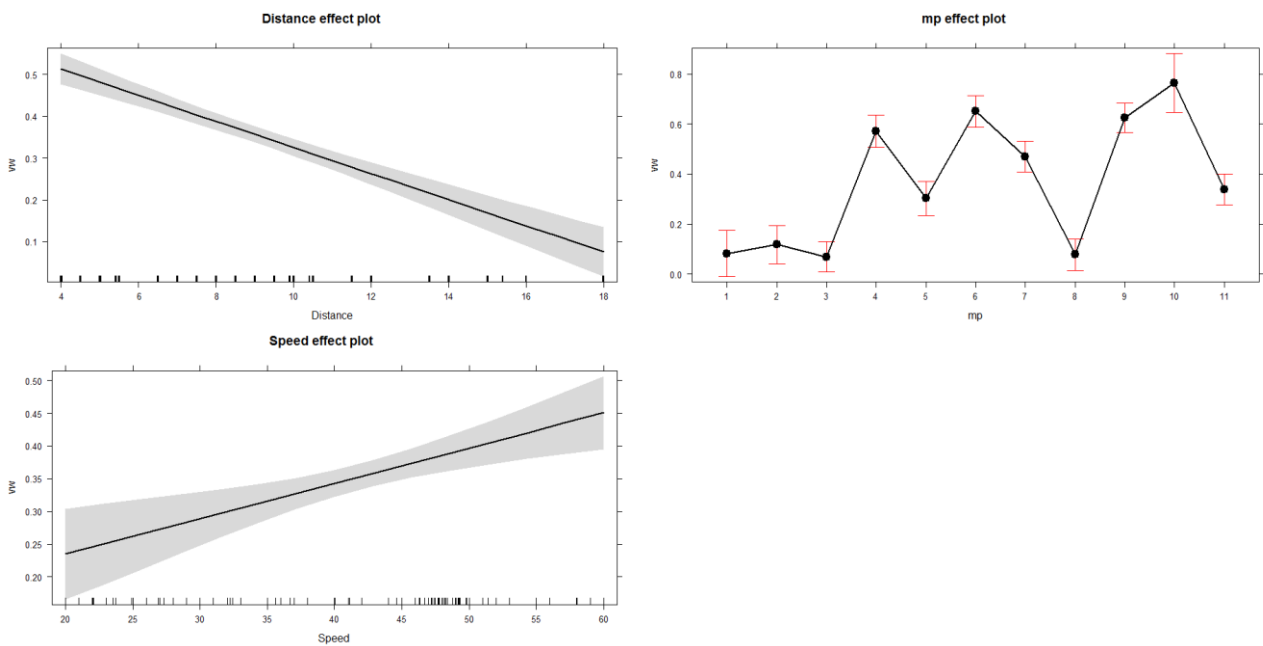 Distance effect plot
vw
0.5
0.4
0.3
0.2
0.1
4 6 8 10 12 14 16 18
Distance
mp effect plot
vw
0.8
0.6
0.4
0.2
0.0
1 2 3 4 5 6 7 8 9 10 11
mp
Speed effect plot
vw
0.50
0.45
0.40
0.35
0.30
0.25
0.20
20 25 30 35 40 45 50 55 60
Speed